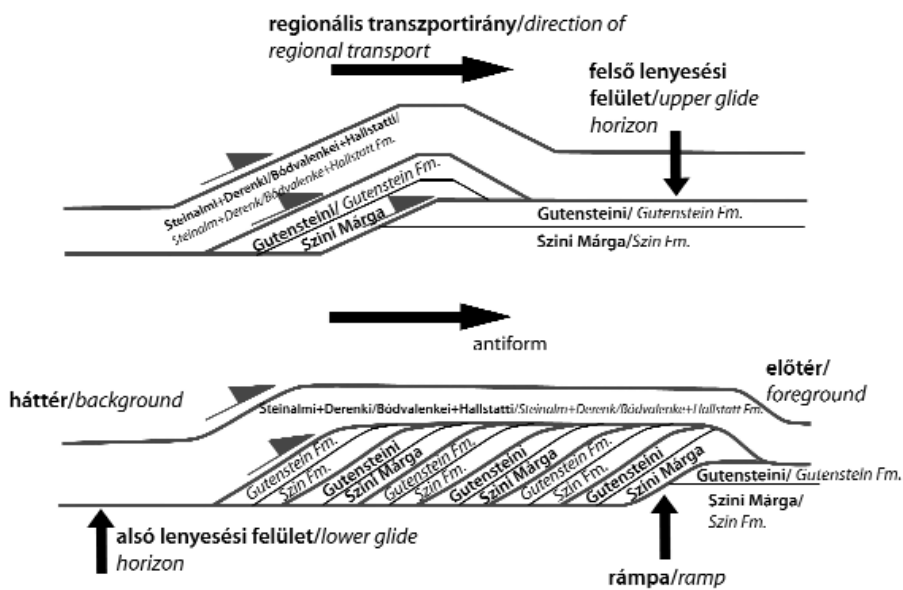 regionális transzportirány/direction of
regional transport
felső lenyesési
felület/upper glide
horizon
Steinalmi+Derenki/Bódvalenkei+Hallstatti/
Steinalm+Derenk/Bódvalenke+Hallstatt Fm.
Gutensteini/ Gutenstein Fm.
Szini Márga
Gutensteini/ Gutenstein Fm.
Szini Márga/Szin Fm.
antiform
háttér/background
előtér/
foreground
Steinalmi+Derenki/Bódvalenkei+Hallstatti/Steinalm+Derenk/Bódvalenke+Hallstatt Fm.
Gutenstein Fm.
Szin Fm.
Gutensteini
Szini Márga
Gutenstein Fm.
Szin Fm.
Gutensteini
Szini Márga
Gutenstein Fm.
Szin Fm.
Gutensteini
Szini Márga
Gutensteini/ Gutenstein Fm.
Szini Márga/
Szin Fm.
alsó lenyesési felület/lower glide
horizon
rámpa/ramp